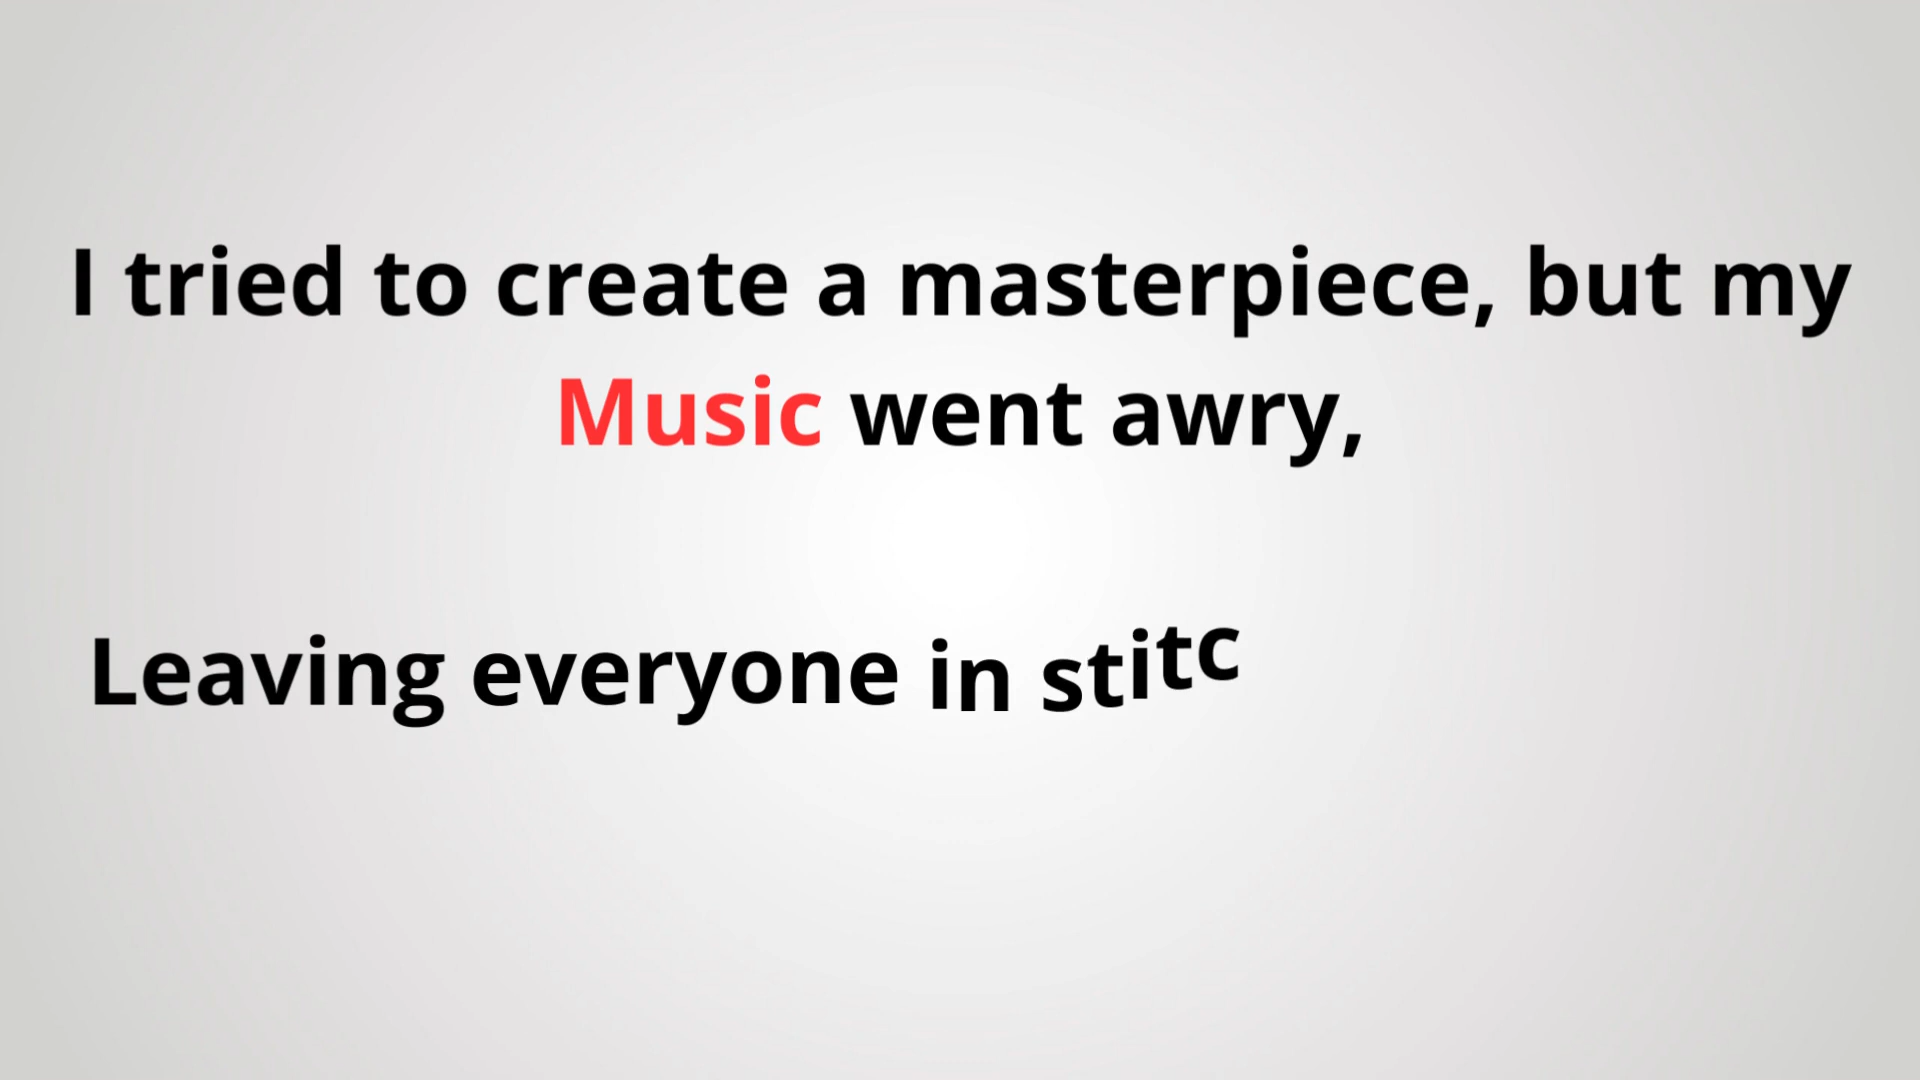 I tried to create a masterpiece, but my
Music went awry,
Leaving everyone in stitc